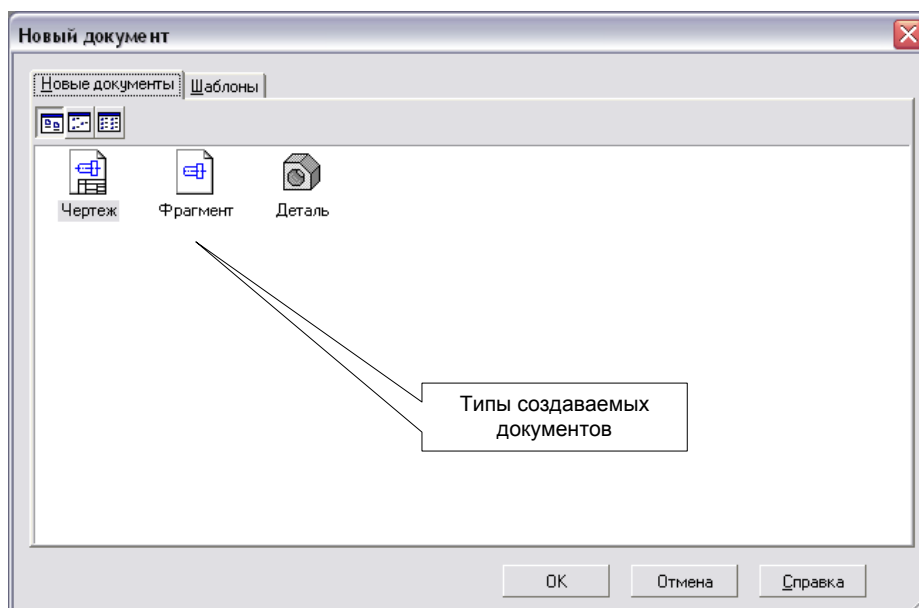 Новый документ
Новые документы Шаблоны
Чертеж Фрагмент Деталь
Типы создаваемых
документов
OK Отмена Справка